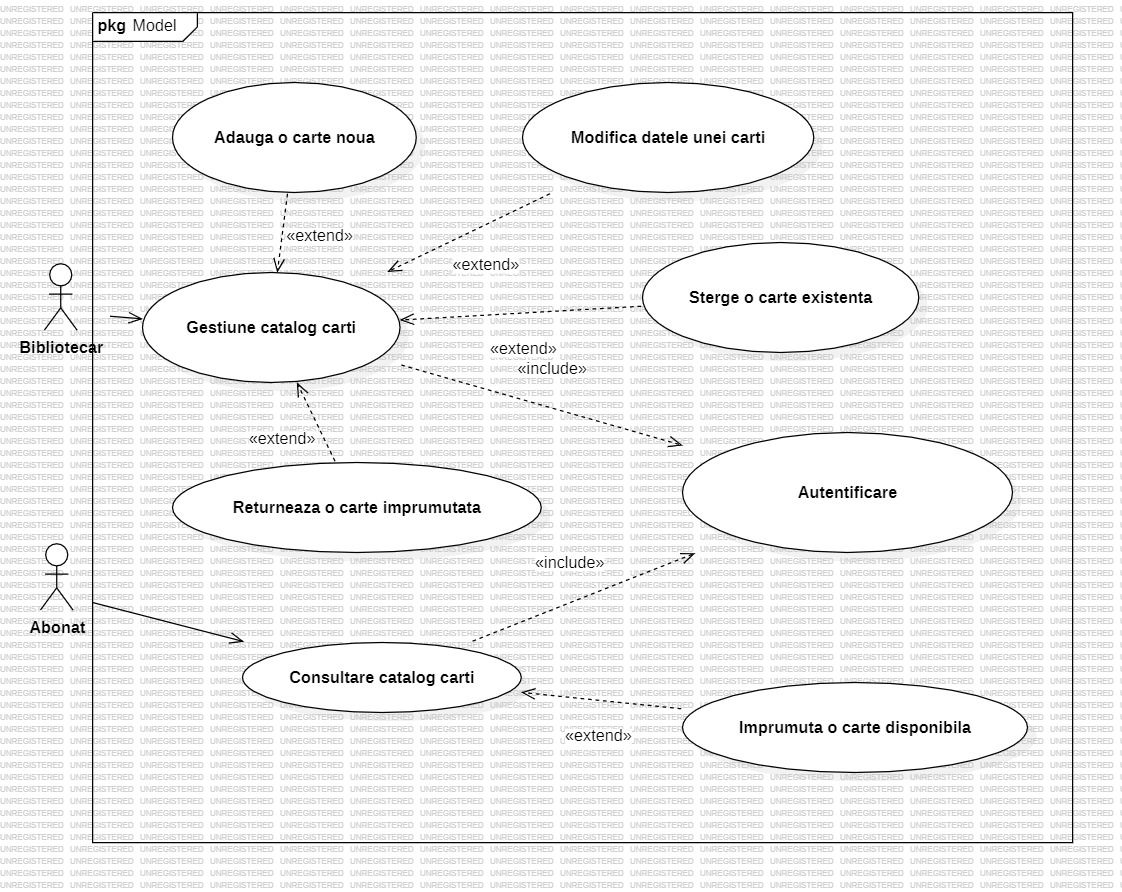 pkg Model
Adauga o carte noua
Modifica datele unei carti
«extend»
«extend»
Sterge o carte existenta
Gestiune catalog carti
Bibliotecar
«extend»
«include»
«extend»
Autentificare
Returneaza o carte imprumutata
«include»
Abonat
Consultare catalog carti
Imprumuta o carte disponibila
«extend»
UNREGISTERED